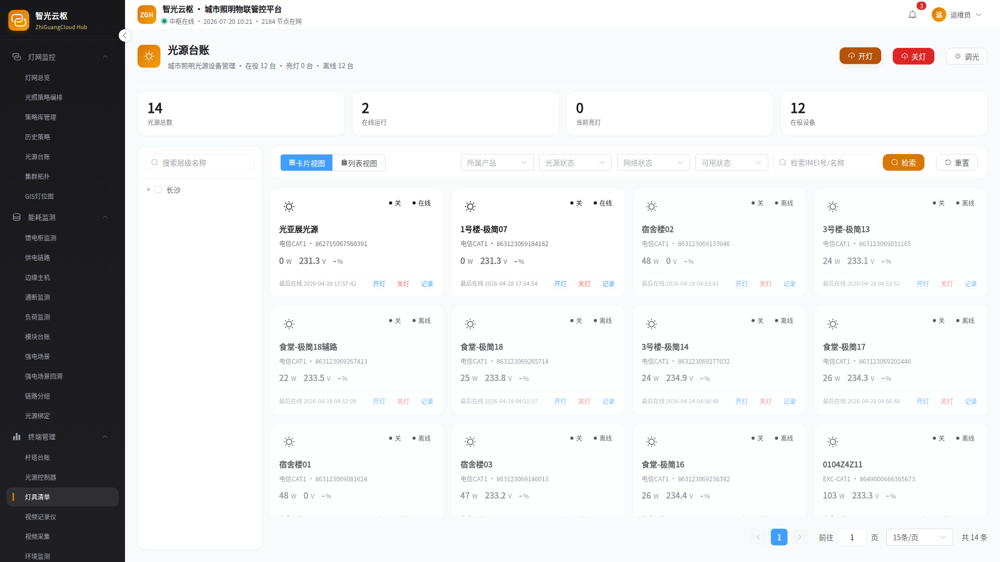 智光云枢
ZhiGuangCloud Hub
灯网监控
灯网总览
光照策略编排
策略库管理
历史策略
光源台账
集群拓扑
GIS灯位图
能耗监测
馈电柜监测
供电链路
边缘主机
通断监测
负荷监测
模块台账
强电场景
强电场景回溯
链路分组
光源绑定
终端管理
杆塔台账
光源控制器
灯具清单
视频记录仪
视频采集
环境监测
ZGH
智光云枢 · 城市照明物联管控平台
中枢在线 · 2026-07-20 10:21 · 2184 节点在网
3
运
运维员
光源台账
城市照明光源设备管理 · 在役 12 台 · 亮灯 0 台 · 离线 12 台
开灯
关灯
调光
14
光源总数
2
在线运行
0
当前亮灯
12
在役设备
搜索层级名称
长沙
卡片视图
列表视图
所属产品
光源状态
网络状态
可用状态
检索IMEI号/名称
检索
重置
关 在线
光亚展光源
电信CAT1 · 862715067560391
0 W 231.3 V -%
最后在线 2026-04-28 17:57:42 开灯 关灯 记录
关 在线
1号楼-极简07
电信CAT1 · 863123069184162
0 W 231.3 V -%
最后在线 2026-04-28 17:54:54 开灯 关灯 记录
关 离线
宿舍楼02
电信CAT1 · 863123069133946
48 W 0 V -%
最后在线 2026-04-28 04:53:41 开灯 关灯 记录
关 离线
3号楼-极简13
电信CAT1 · 863123069031165
24 W 233.1 V -%
最后在线 2026-04-28 04:52:52 开灯 关灯 记录
关 离线
食堂-极简18辅路
电信CAT1 · 863123069267413
22 W 233.5 V -%
最后在线 2026-04-28 04:52:09 开灯 关灯 记录
关 离线
食堂-极简18
电信CAT1 · 863123069265714
25 W 233.8 V -%
最后在线 2026-04-28 04:51:17 开灯 关灯 记录
关 离线
3号楼-极简14
电信CAT1 · 863123069277032
24 W 234.9 V -%
最后在线 2026-04-24 04:56:48 开灯 关灯 记录
关 离线
食堂-极简17
电信CAT1 · 863123069201446
26 W 234.3 V -%
最后在线 2026-04-28 04:56:48 开灯 关灯 记录
关 离线
宿舍楼01
电信CAT1 · 863123069081624
48 W 0 V -%
关 离线
宿舍楼03
电信CAT1 · 863123069146013
47 W 233.2 V -%
关 离线
食堂-极简16
电信CAT1 · 863123069236392
26 W 234.4 V -%
关 离线
0104Z4Z11
EXC-CAT1 · 8649000666365673
103 W 233.3 V -%
1
前往 1 页
15条/页
共 14 条